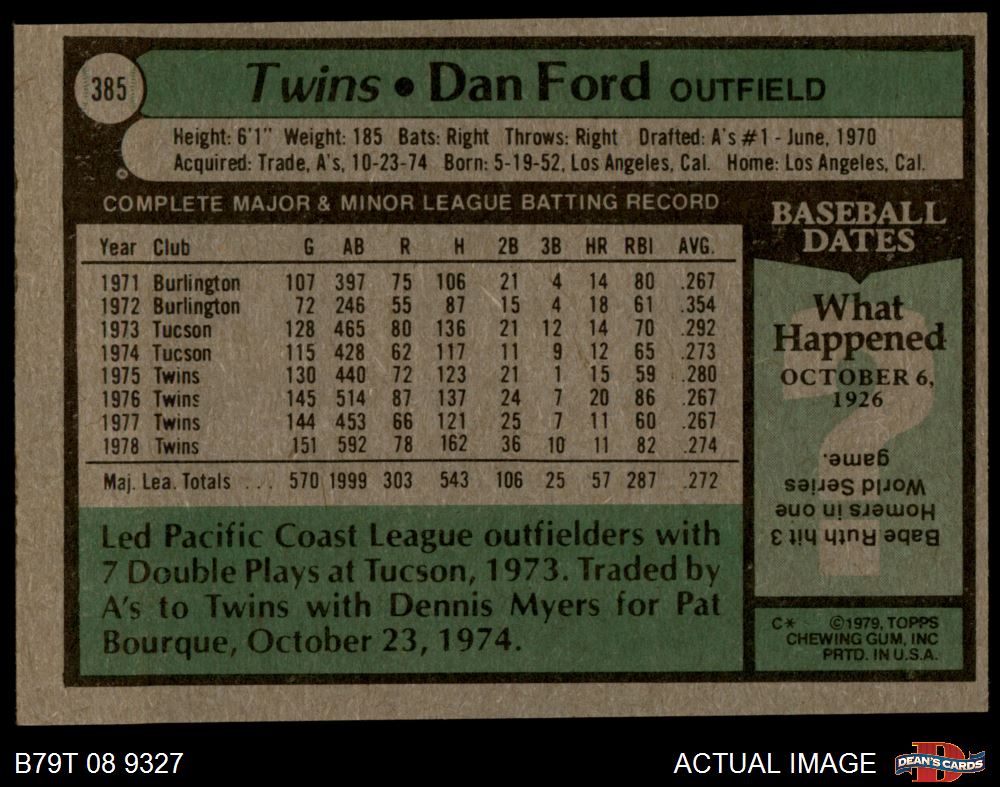 385
Twins • Dan Ford OUTFIELD
Height: 6'1" Weight: 185 Bats: Right Throws: Right Drafted: A's #1 - June, 1970
Acquired: Trade, A's, 10-23-74 Born: 5-19-52, Los Angeles, Cal. Home: Los Angeles, Cal.
COMPLETE MAJOR & MINOR LEAGUE BATTING RECORD
Year Club G AB R H 2B 3B HR RBI AVG.
1971 Burlington 107 397 75 106 21 4 14 80 .267
1972 Burlington 72 246 55 87 15 4 18 61 .354
1973 Tucson 128 465 80 136 21 12 14 70 .292
1974 Tucson 115 428 62 117 11 9 12 65 .273
1975 Twins 130 440 72 123 21 1 15 59 .280
1976 Twins 145 514 87 137 24 7 20 86 .267
1977 Twins 144 453 66 121 25 7 11 60 .267
1978 Twins 151 592 78 162 36 10 11 82 .274
Maj. Lea. Totals ... 570 1999 303 543 106 25 57 287 .272
Led Pacific Coast League outfielders with
7 Double Plays at Tucson, 1973. Traded by
A's to Twins with Dennis Myers for Pat
Bourque, October 23, 1974.
BASEBALL
DATES
What
Happened
OCTOBER 6,
1926
?
Babe Ruth hit 3
Homers in one
World Series
game.
C* ©1979, TOPPS
CHEWING GUM, INC
PRTD. IN U.S.A.
B79T 08 9327
ACTUAL IMAGE
DEAN'S CARDS